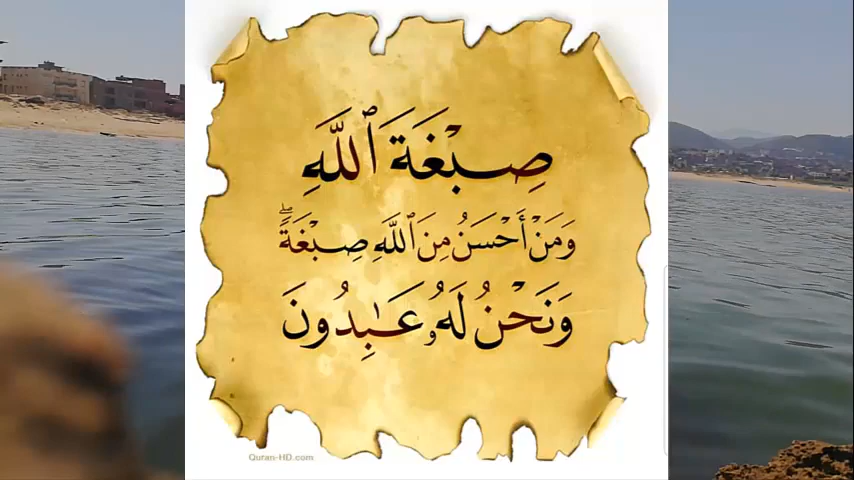 صِبْغَةَ ٱللَّهِ
وَمَنْ أَحْسَنُ مِنَ ٱللَّهِ صِبْغَةًۖ
وَنَحْنُ لَهُۥ عَـٰبِدُونَ
Quran-HD.com